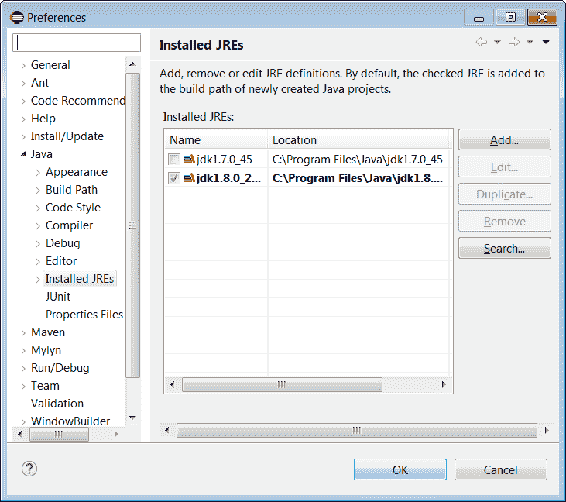 Preferences
General
Ant
Code Recommend
Help
Install/Update
Java
Appearance
Build Path
Code Style
Compiler
Debug
Editor
Installed JREs
JUnit
Properties Files
Maven
Mylyn
Run/Debug
Team
Validation
WindowBuilder
Installed JREs
Add, remove or edit JRE definitions. By default, the checked JRE is added to
the build path of newly created Java projects.
Installed JREs:
Name Location
jdk1.7.0_45 C:\Program Files\Java\jdk1.7.0_45
jdk1.8.0_2... C:\Program Files\Java\jdk1.8....
Add...
Edit...
Duplicate...
Remove
Search...
?
OK Cancel